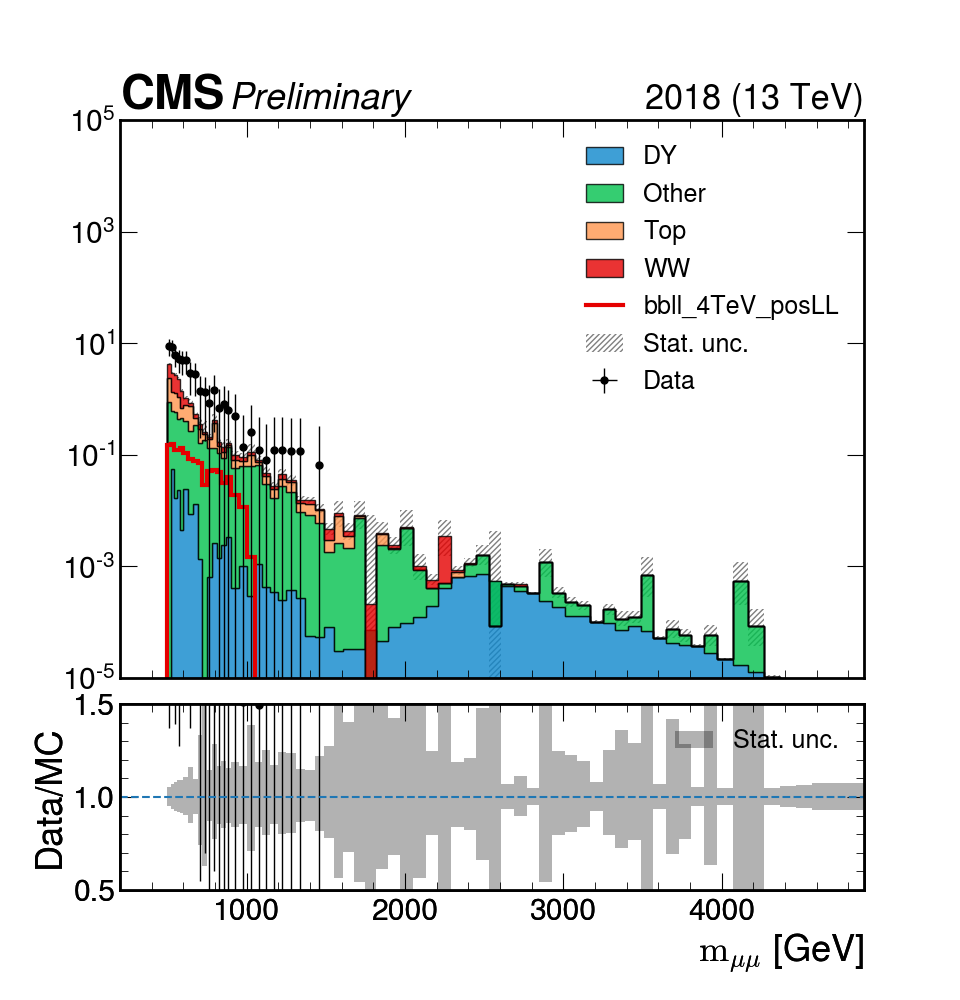 CMS Preliminary 2018 (13 TeV)
10^5
10^3
10^1
10^-1
10^-3
10^-5
DY
Other
Top
WW
bbll_4TeV_posLL
Stat. unc.
Data
1.5
1.0
0.5
Data/MC
Stat. unc.
1000 2000 3000 4000
m_μμ [GeV]